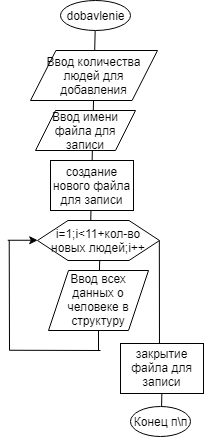 dobavlenie
Ввод количества
людей для
добавления
Ввод имени
файла для
записи
создание
нового файла
для записи
i=1;i<11+кол-во
новых людей;i++
Ввод всех
данных о
человеке в
структуру
закрытие
файла для
записи
Конец п\п